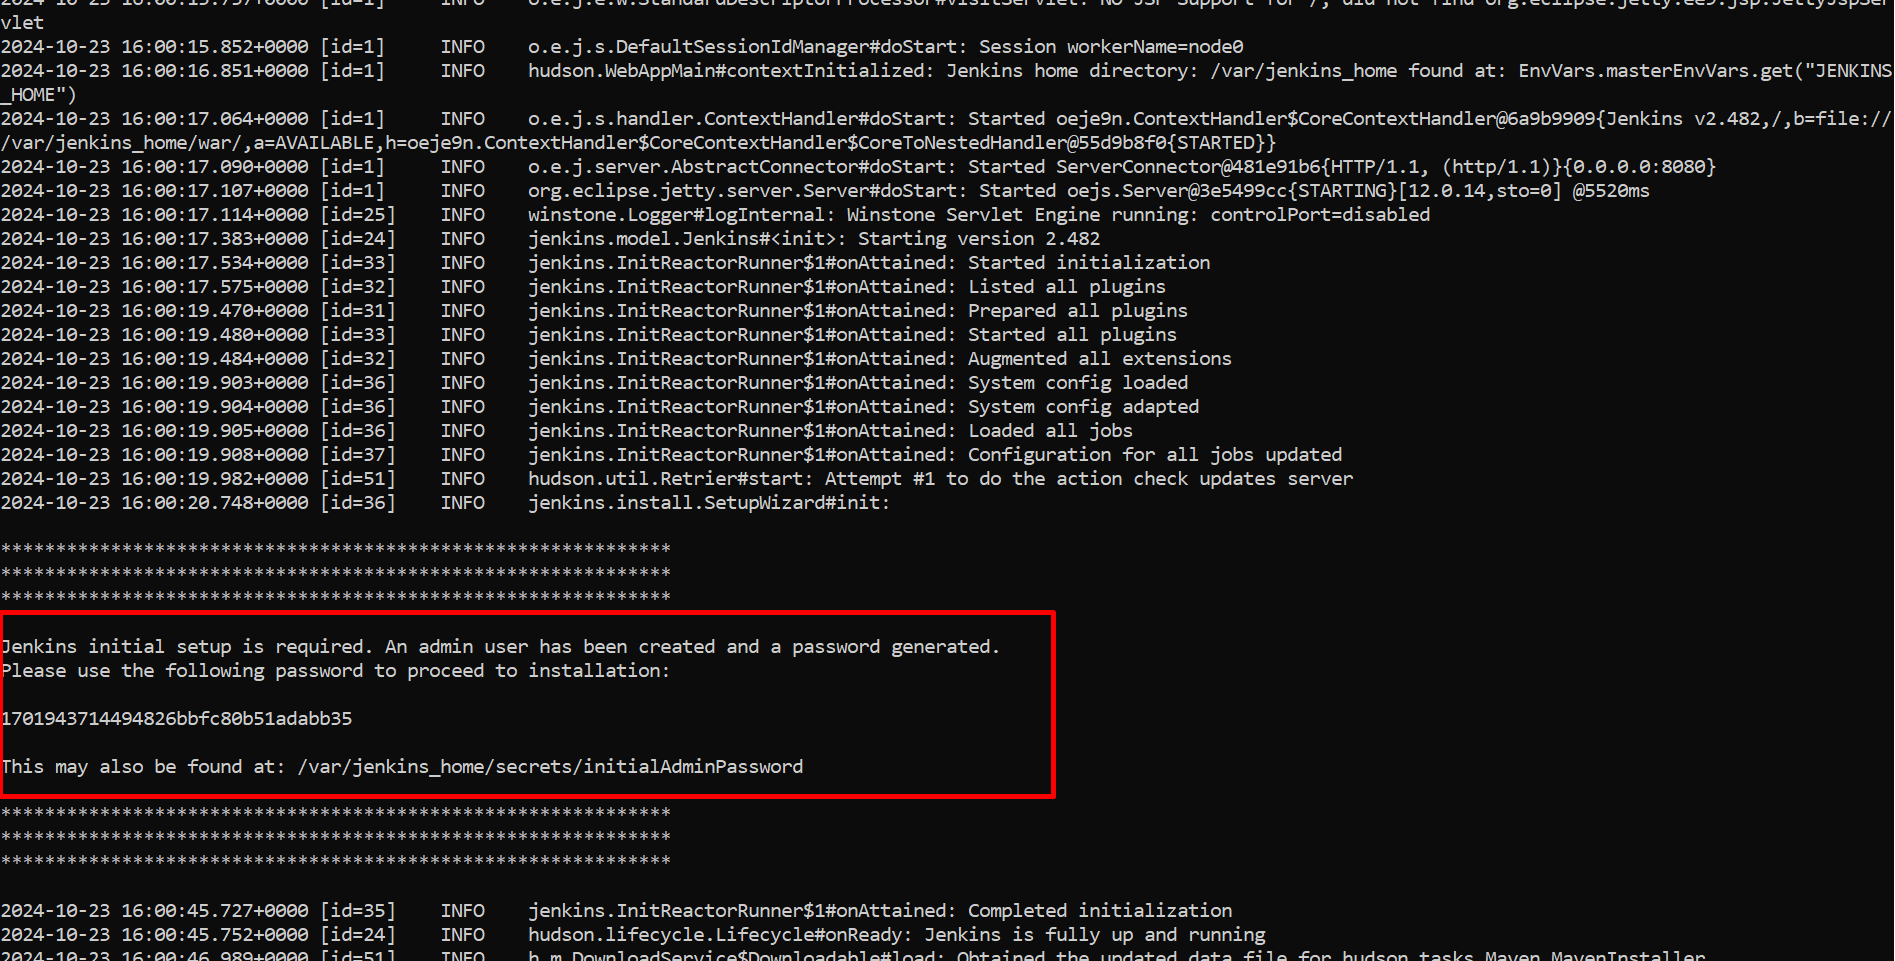 2024-10-23 16:00:15.757+0000 [id=1]     INFO    o.e.j.e.w.StandardDescriptorProcessor#visitServlet: No JSP Support for /, did not find org.eclipse.jetty.ee9.jsp.JettyJspSer
vlet
2024-10-23 16:00:15.852+0000 [id=1]     INFO    o.e.j.s.DefaultSessionIdManager#doStart: Session workerName=node0
2024-10-23 16:00:16.851+0000 [id=1]     INFO    hudson.WebAppMain#contextInitialized: Jenkins home directory: /var/jenkins_home found at: EnvVars.masterEnvVars.get("JENKINS
_HOME")
2024-10-23 16:00:17.064+0000 [id=1]     INFO    o.e.j.s.handler.ContextHandler#doStart: Started oeje9n.ContextHandler$CoreContextHandler@6a9b9909{Jenkins v2.482,/,b=file://
/var/jenkins_home/war/,a=AVAILABLE,h=oeje9n.ContextHandler$CoreContextHandler$CoreToNestedHandler@55d9b8f0{STARTED}}
2024-10-23 16:00:17.090+0000 [id=1]     INFO    o.e.j.server.AbstractConnector#doStart: Started ServerConnector@481e91b6{HTTP/1.1, (http/1.1)}{0.0.0.0:8080}
2024-10-23 16:00:17.107+0000 [id=1]     INFO    org.eclipse.jetty.server.Server#doStart: Started oejs.Server@3e5499cc{STARTING}[12.0.14,sto=0] @5520ms
2024-10-23 16:00:17.114+0000 [id=25]    INFO    winstone.Logger#logInternal: Winstone Servlet Engine running: controlPort=disabled
2024-10-23 16:00:17.383+0000 [id=24]    INFO    jenkins.model.Jenkins#<init>: Starting version 2.482
2024-10-23 16:00:17.534+0000 [id=33]    INFO    jenkins.InitReactorRunner$1#onAttained: Started initialization
2024-10-23 16:00:17.575+0000 [id=32]    INFO    jenkins.InitReactorRunner$1#onAttained: Listed all plugins
2024-10-23 16:00:19.470+0000 [id=31]    INFO    jenkins.InitReactorRunner$1#onAttained: Prepared all plugins
2024-10-23 16:00:19.480+0000 [id=33]    INFO    jenkins.InitReactorRunner$1#onAttained: Started all plugins
2024-10-23 16:00:19.484+0000 [id=32]    INFO    jenkins.InitReactorRunner$1#onAttained: Augmented all extensions
2024-10-23 16:00:19.903+0000 [id=36]    INFO    jenkins.InitReactorRunner$1#onAttained: System config loaded
2024-10-23 16:00:19.904+0000 [id=36]    INFO    jenkins.InitReactorRunner$1#onAttained: System config adapted
2024-10-23 16:00:19.905+0000 [id=36]    INFO    jenkins.InitReactorRunner$1#onAttained: Loaded all jobs
2024-10-23 16:00:19.908+0000 [id=37]    INFO    jenkins.InitReactorRunner$1#onAttained: Configuration for all jobs updated
2024-10-23 16:00:19.982+0000 [id=51]    INFO    hudson.util.Retrier#start: Attempt #1 to do the action check updates server
2024-10-23 16:00:20.748+0000 [id=36]    INFO    jenkins.install.SetupWizard#init:
*************************************************************
*************************************************************
*************************************************************
Jenkins initial setup is required. An admin user has been created and a password generated.
Please use the following password to proceed to installation:
1701943714494826bbfc80b51adabb35
This may also be found at: /var/jenkins_home/secrets/initialAdminPassword
*************************************************************
*************************************************************
*************************************************************
2024-10-23 16:00:45.727+0000 [id=35]    INFO    jenkins.InitReactorRunner$1#onAttained: Completed initialization
2024-10-23 16:00:45.752+0000 [id=24]    INFO    hudson.lifecycle.Lifecycle#onReady: Jenkins is fully up and running
2024-10-23 16:00:46.989+0000 [id=51]    INFO    h.m.DownloadService$Downloadable#load: Obtained the updated data file for hudson.tasks.Maven.MavenInstaller